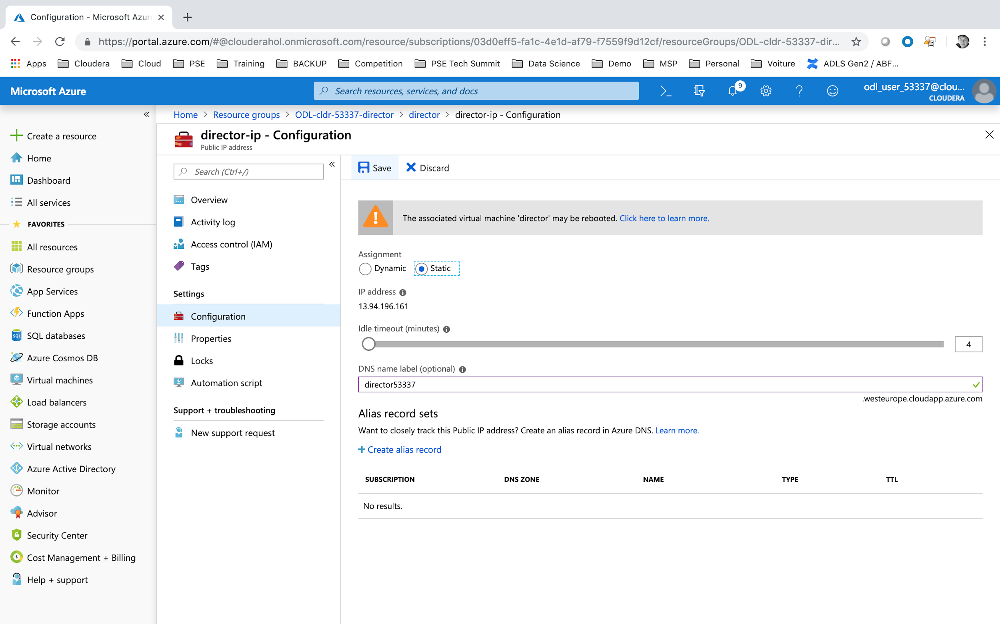 Configuration - Microsoft Azur
https://portal.azure.com/#@clouderahol.onmicrosoft.com/resource/subscriptions/03d0eff5-fa1c-4e1d-af79-f7559f9d12cf/resourceGroups/ODL-cldr-53337-dir...
Apps Cloudera Cloud PSE Training BACKUP Competition PSE Tech Summit Data Science Demo MSP Personal Voiture ADLS Gen2 / ABF...
Microsoft Azure
Search resources, services, and docs
9
odl_user_53337@clou...
CLOUDERA
Create a resource
Home
Dashboard
All services
FAVORITES
All resources
Resource groups
App Services
Function Apps
SQL
SQL databases
Azure Cosmos DB
Virtual machines
Load balancers
Storage accounts
Virtual networks
Azure Active Directory
Monitor
Advisor
Security Center
Cost Management + Billing
Help + support
Home > Resource groups > ODL-cldr-53337-director > director > director-ip - Configuration
director-ip - Configuration
Public IP address
Search (Ctrl+/)
Overview
Activity log
Access control (IAM)
Tags
Settings
Configuration
Properties
Locks
Automation script
Support + troubleshooting
New support request
Save Discard
The associated virtual machine 'director' may be rebooted. Click here to learn more.
Assignment
Dynamic Static
IP address
13.94.196.161
Idle timeout (minutes)
4
DNS name label (optional)
director53337
.westeurope.cloudapp.azure.com
Alias record sets
Want to closely track this Public IP address? Create an alias record in Azure DNS. Learn more.
+ Create alias record
SUBSCRIPTION DNS ZONE NAME TYPE TTL
No results.